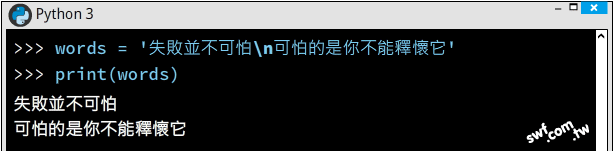 Python 3
>>> words = '失敗並不可怕\n可怕的是你不能釋懷它'
>>> print(words)
失敗並不可怕
可怕的是你不能釋懷它
swf.com.tw